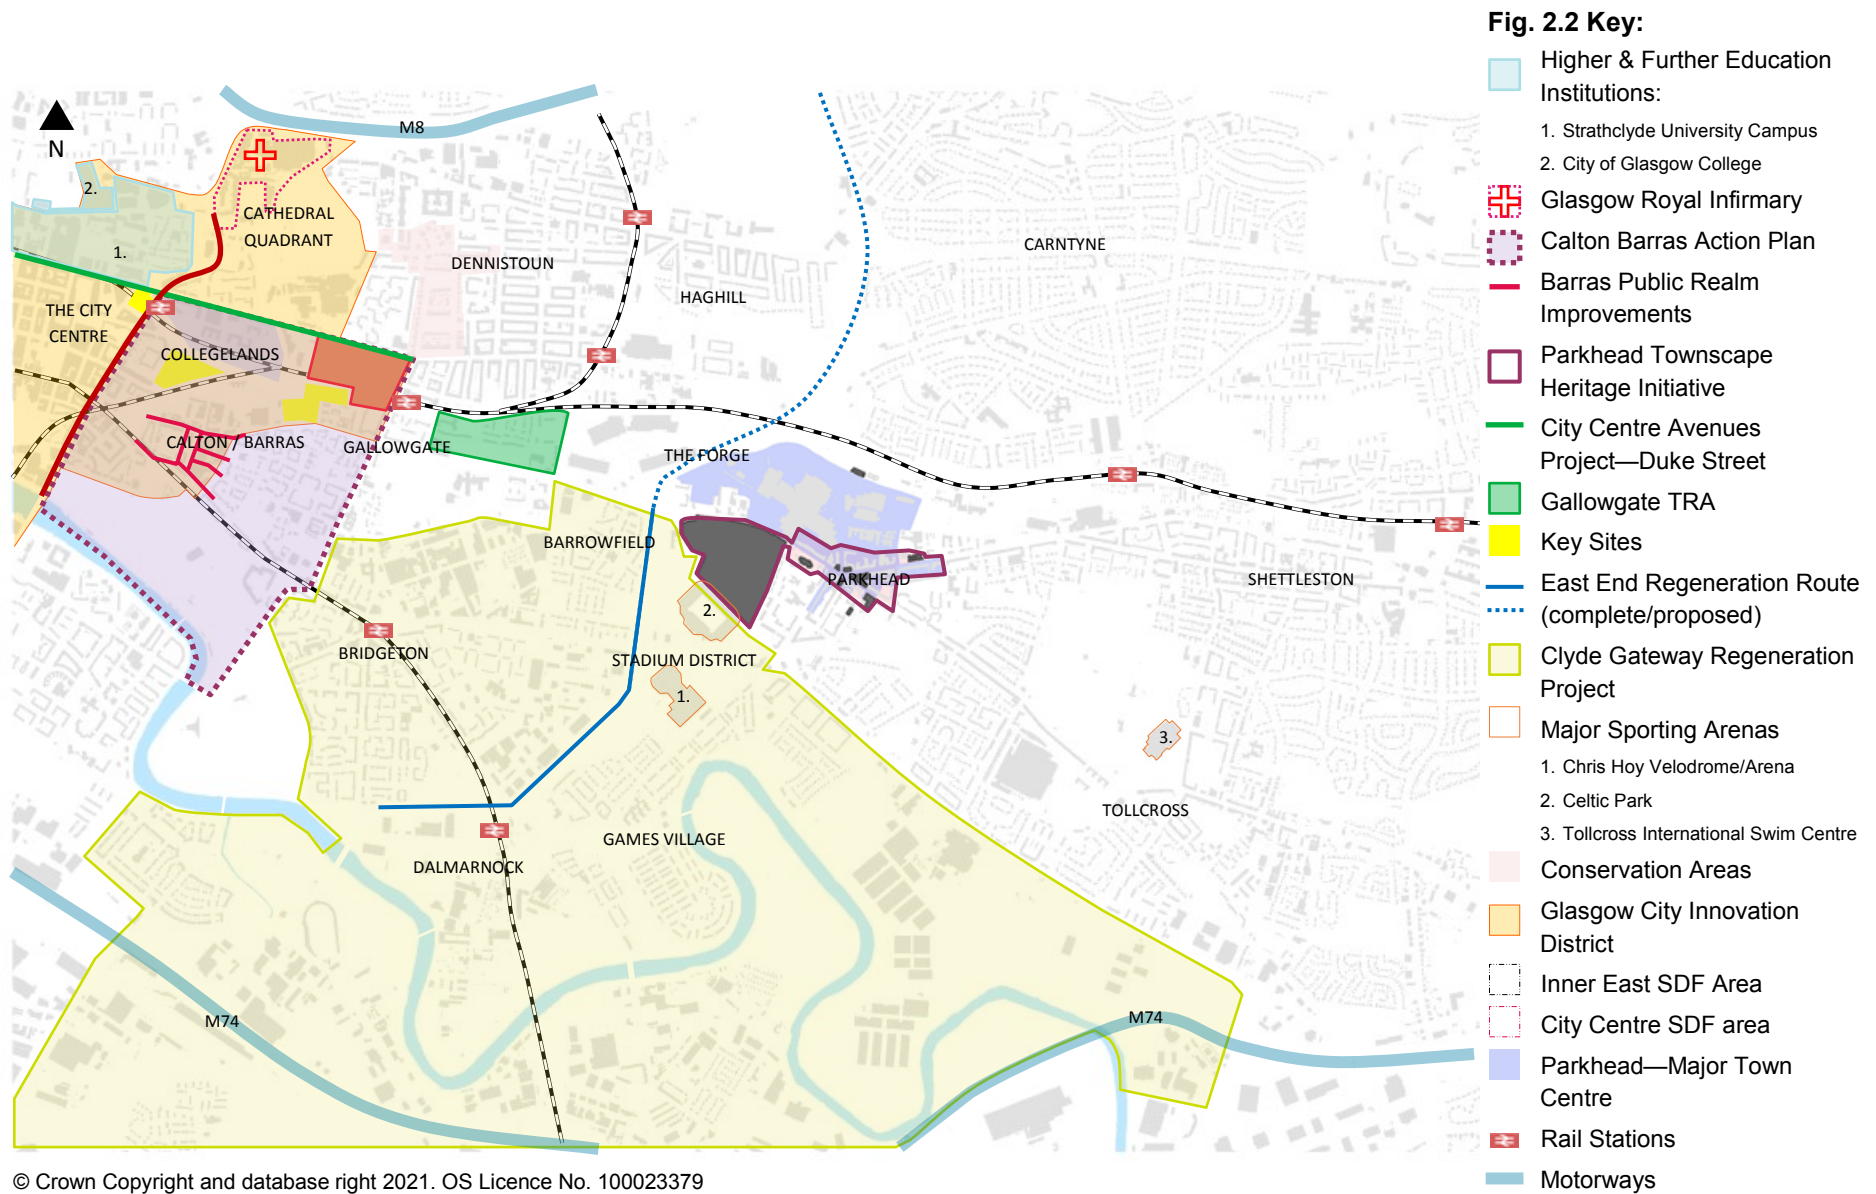 M8
N
2.
CATHEDRAL
QUADRANT
1.
DENNISTOUN
CARNTYNE
HAGHILL
THE CITY
CENTRE
COLLEGELANDS
CALTON / BARRAS
GALLOWGATE
THE FORGE
BARROWFIELD
PARKHEAD
SHETTLESTON
2.
BRIDGETON
STADIUM DISTRICT
1.
3.
TOLLCROSS
GAMES VILLAGE
DALMARNOCK
M74
M74
© Crown Copyright and database right 2021. OS Licence No. 100023379
Fig. 2.2 Key:
Higher & Further Education
Institutions:
1. Strathclyde University Campus
2. City of Glasgow College
Glasgow Royal Infirmary
Calton Barras Action Plan
Barras Public Realm
Improvements
Parkhead Townscape
Heritage Initiative
City Centre Avenues
Project—Duke Street
Gallowgate TRA
Key Sites
East End Regeneration Route
(complete/proposed)
Clyde Gateway Regeneration
Project
Major Sporting Arenas
1. Chris Hoy Velodrome/Arena
2. Celtic Park
3. Tollcross International Swim Centre
Conservation Areas
Glasgow City Innovation
District
Inner East SDF Area
City Centre SDF area
Parkhead—Major Town
Centre
Rail Stations
Motorways